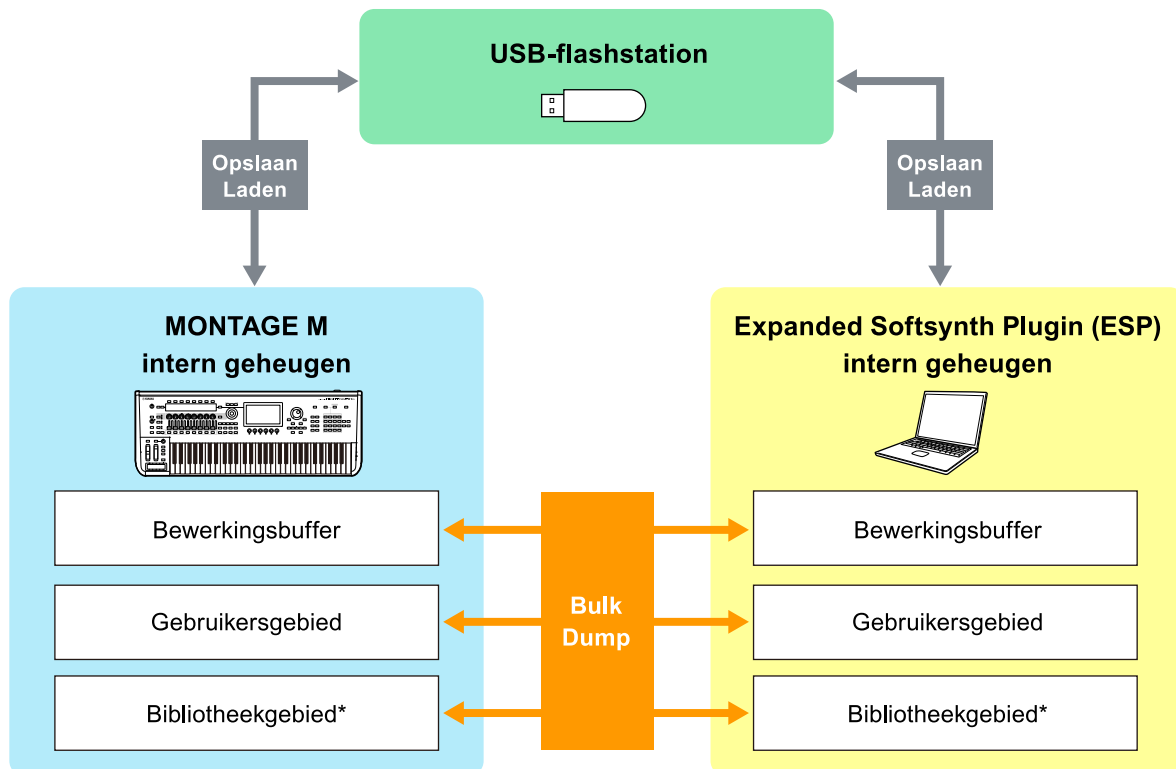 USB-flashstation
Opslaan
Laden
Opslaan
Laden
MONTAGE M
intern geheugen
Bewerkingsbuffer
Gebruikersgebied
Bibliotheekgebied*
Bulk
Dump
Expanded Softsynth Plugin (ESP)
intern geheugen
Bewerkingsbuffer
Gebruikersgebied
Bibliotheekgebied*